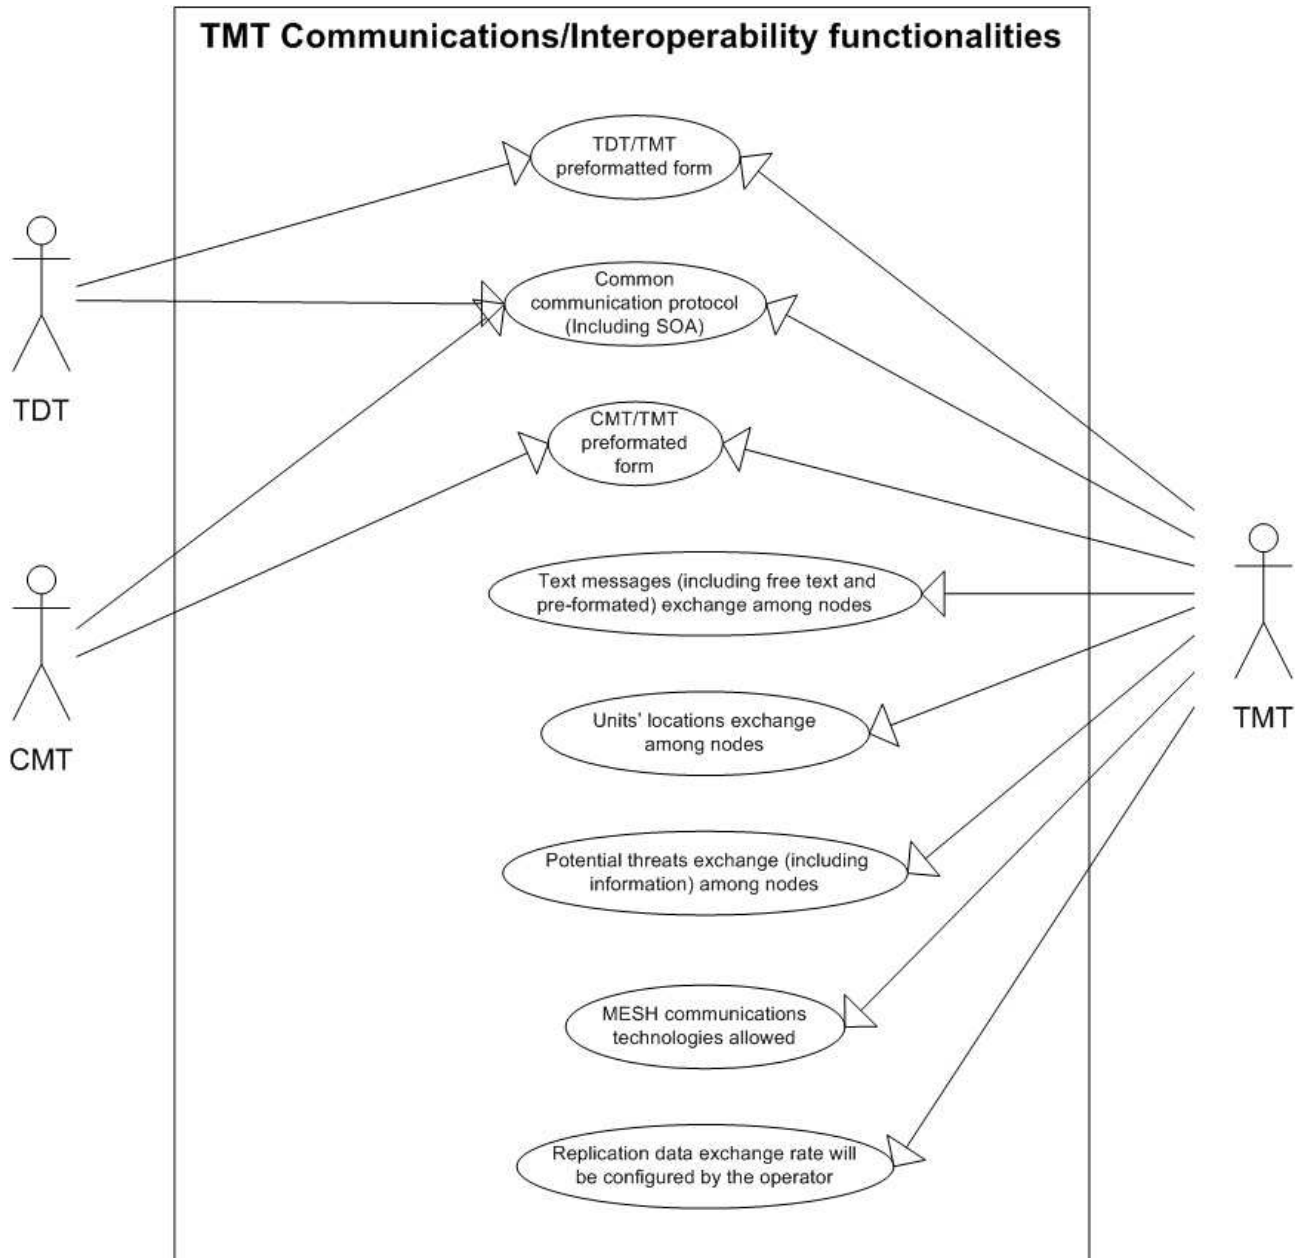 TMT Communications/Interoperability functionalities
TDT/TMT
preformatted form
Common
communication protocol
(Including SOA)
TDT
CMT/TMT
preformated
form
Text messages (including free text and
pre-formated) exchange among nodes
Units' locations exchange
among nodes
TMT
CMT
Potential threats exchange (including
information) among nodes
MESH communications
technologies allowed
Replication data exchange rate will
be configured by the operator